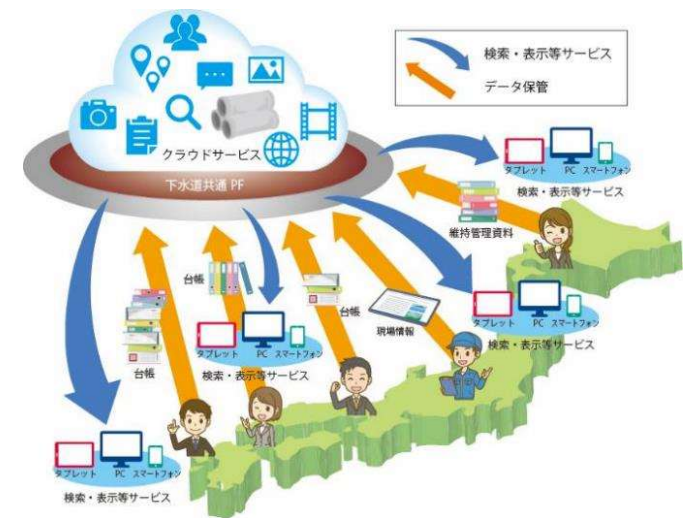 検索・表示等サービス
データ保管
クラウドサービス
下水道共通 PF
タブレット PC スマートフォン
検索・表示等サービス
維持管理資料
台帳
台帳
台帳
現場情報
タブレット PC スマートフォン
検索・表示等サービス
タブレット PC スマートフォン
検索・表示等サービス
タブレット PC スマートフォン
検索・表示等サービス